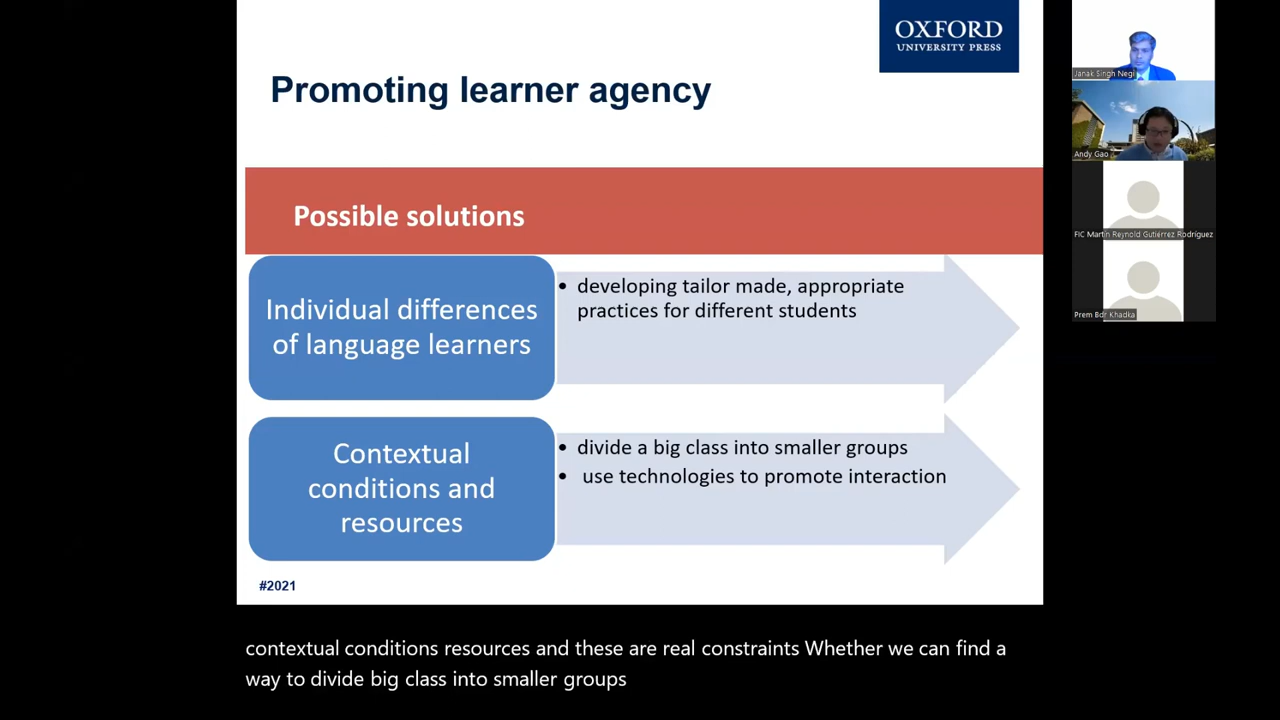 OXFORD
UNIVERSITY PRESS
Promoting learner agency
Possible solutions
Individual differences
of language learners
• developing tailor made, appropriate
practices for different students
Contextual
conditions and
resources
• divide a big class into smaller groups
• use technologies to promote interaction
#2021
contextual conditions resources and these are real constraints Whether we can find a
way to divide big class into smaller groups
Janak Singh Negi
Andy Gao
FIC Martin Reynold Gutiérrez Rodríguez
Prem Bdr Khadka